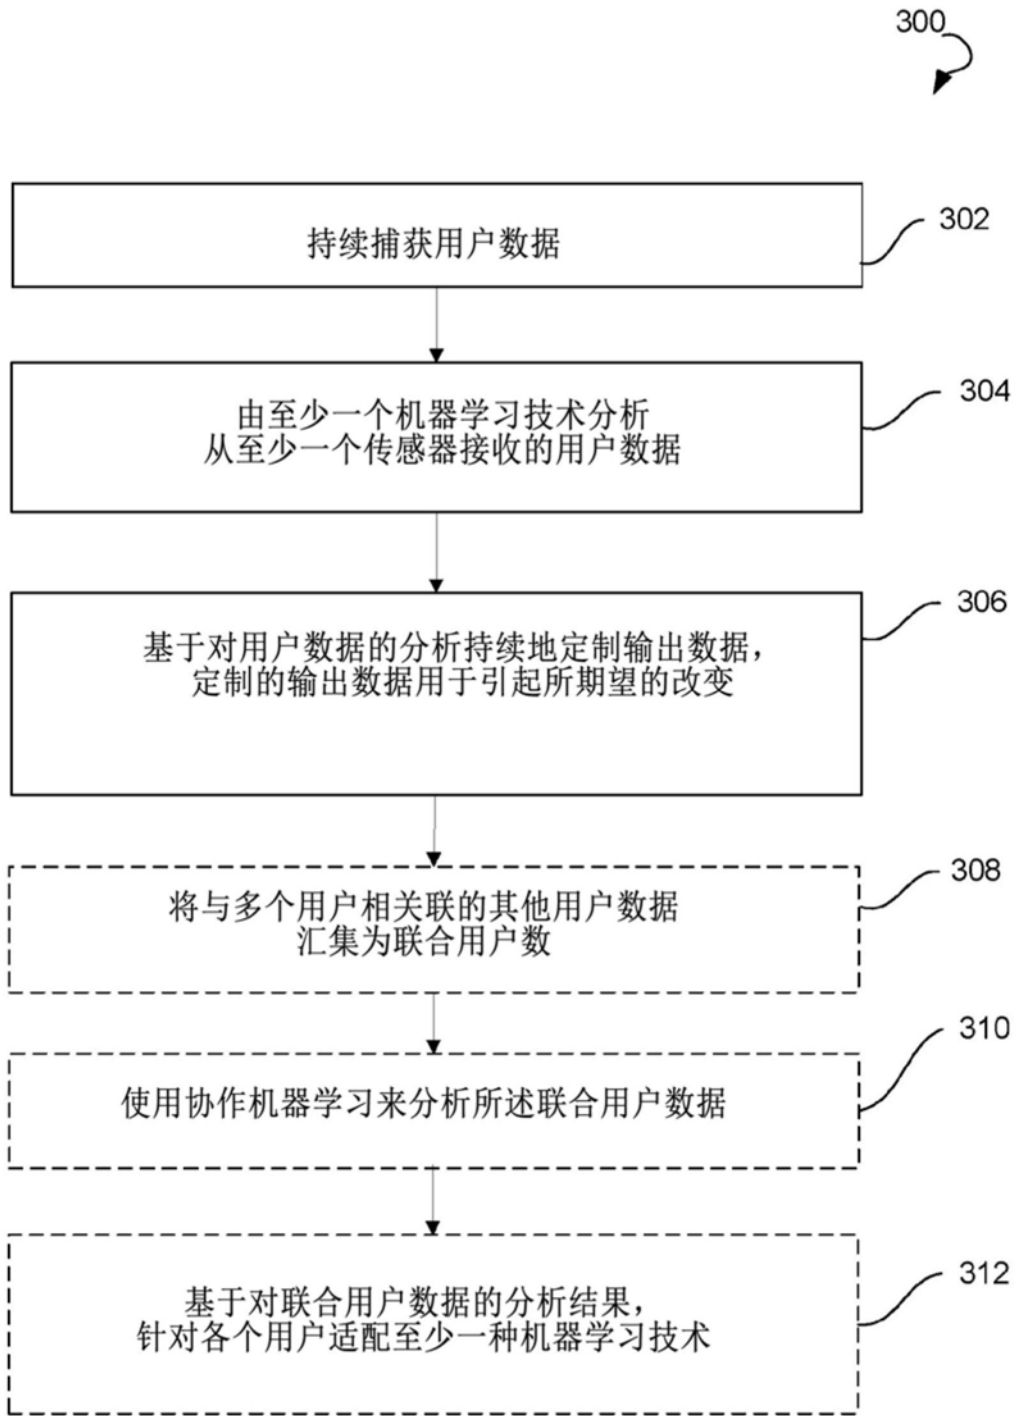 300
持续捕获用户数据
302
由至少一个机器学习技术分析
从至少一个传感器接收的用户数据
304
基于对用户数据的分析持续地定制输出数据，
定制的输出数据用于引起所期望的改变
306
将与多个用户相关联的其他用户数据
汇集为联合用户数
308
使用协作机器学习来分析所述联合用户数据
310
基于对联合用户数据的分析结果，
针对各个用户适配至少一种机器学习技术
312